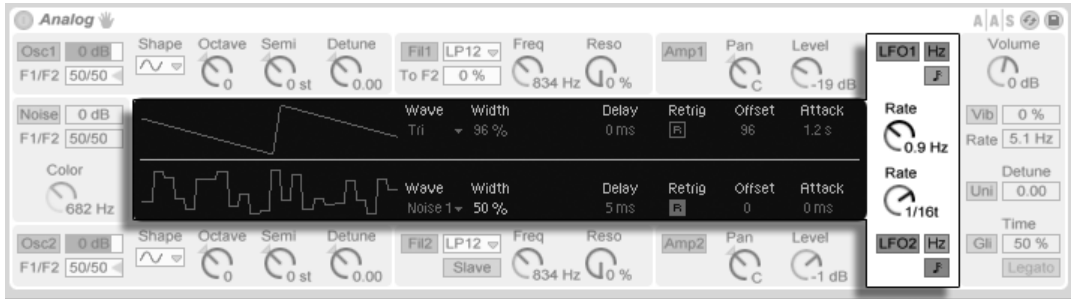 Analog A|A|S
Osc1 0 dB Shape Octave Semi Detune Fil1 LP12 Freq Reso Amp1 Pan Level LFO1 Hz Volume
F1/F2 50/50 0 0 st 0.00 To F2 0 % 834 Hz 0 % C -19 dB 0 dB
Noise 0 dB Wave Width Delay Retrig Offset Attack Rate Vib 0 %
F1/F2 50/50 Tri 96 % 0 ms R 96 1.2 s 0.9 Hz Rate 5.1 Hz
Color Wave Width Delay Retrig Offset Attack Rate Detune
682 Hz Noise 1 50 % 5 ms R 0 0 ms 1/16t Uni 0.00
Time
Osc2 0 dB Shape Octave Semi Detune Fil2 LP12 Freq Reso Amp2 Pan Level LFO2 Hz Gli 50 %
F1/F2 50/50 0 0 st 0.00 Slave 834 Hz 0 % C -1 dB Legato